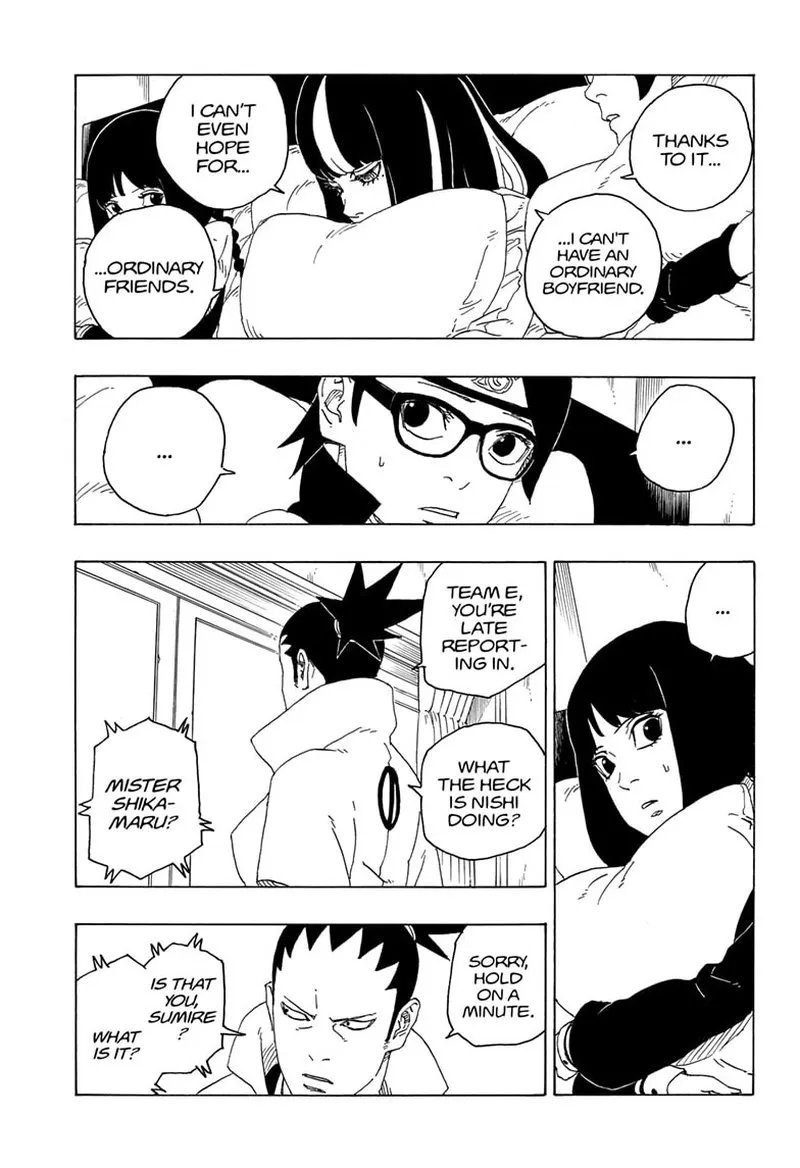 THANKS
TO IT...
...I CAN'T
HAVE AN
ORDINARY
BOYFRIEND.
I CAN'T
EVEN
HOPE
FOR...
...ORDINARY
FRIENDS.
...
...
...
TEAM E,
YOU'RE
LATE
REPORT-
ING IN.
WHAT
THE HECK
IS NISHI
DOING?
MISTER
SHIKA-
MARU?
SORRY,
HOLD
ON A
MINUTE.
IS THAT
YOU,
SUMIRE
?
WHAT
IS IT?